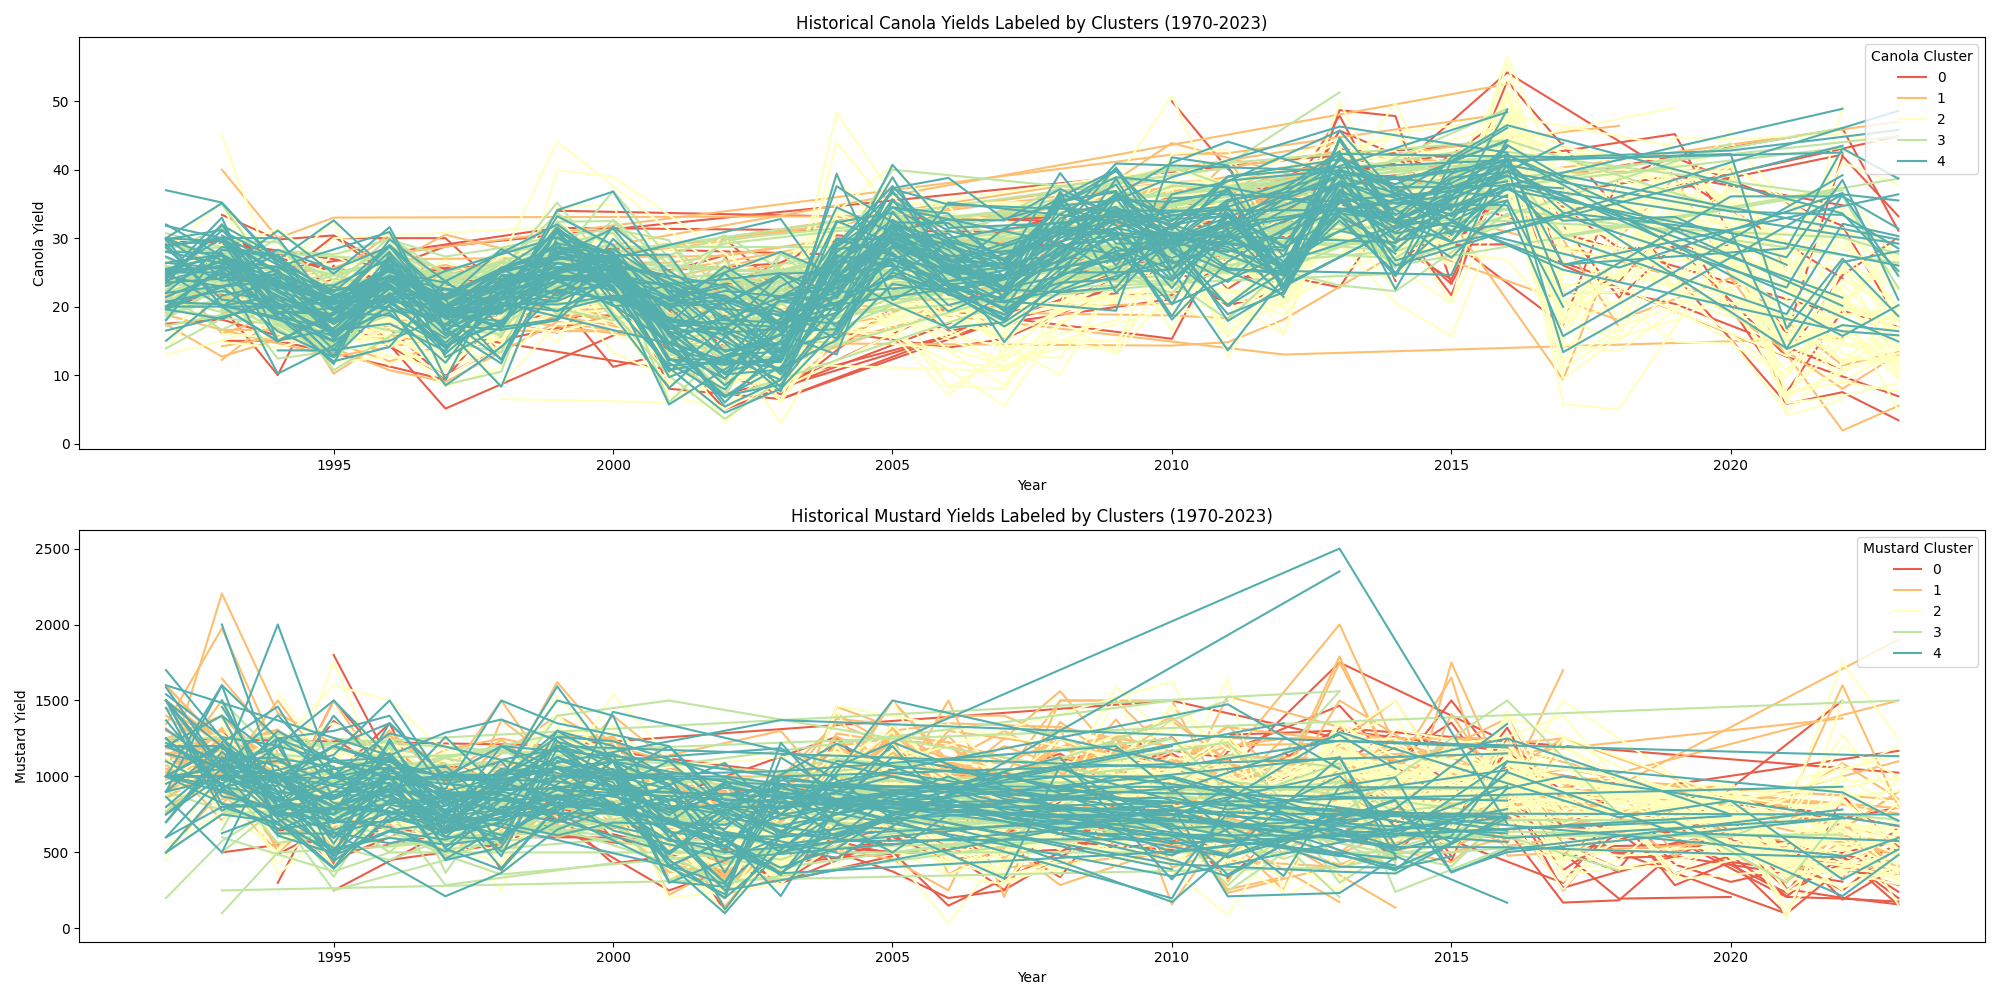 Historical Canola Yields Labeled by Clusters (1970-2023)
Canola Cluster
0
1
2
3
4
Canola Yield
50
40
30
20
10
0
1995 2000 2005 2010 2015 2020
Year
Historical Mustard Yields Labeled by Clusters (1970-2023)
Mustard Cluster
0
1
2
3
4
Mustard Yield
2500
2000
1500
1000
500
0
1995 2000 2005 2010 2015 2020
Year